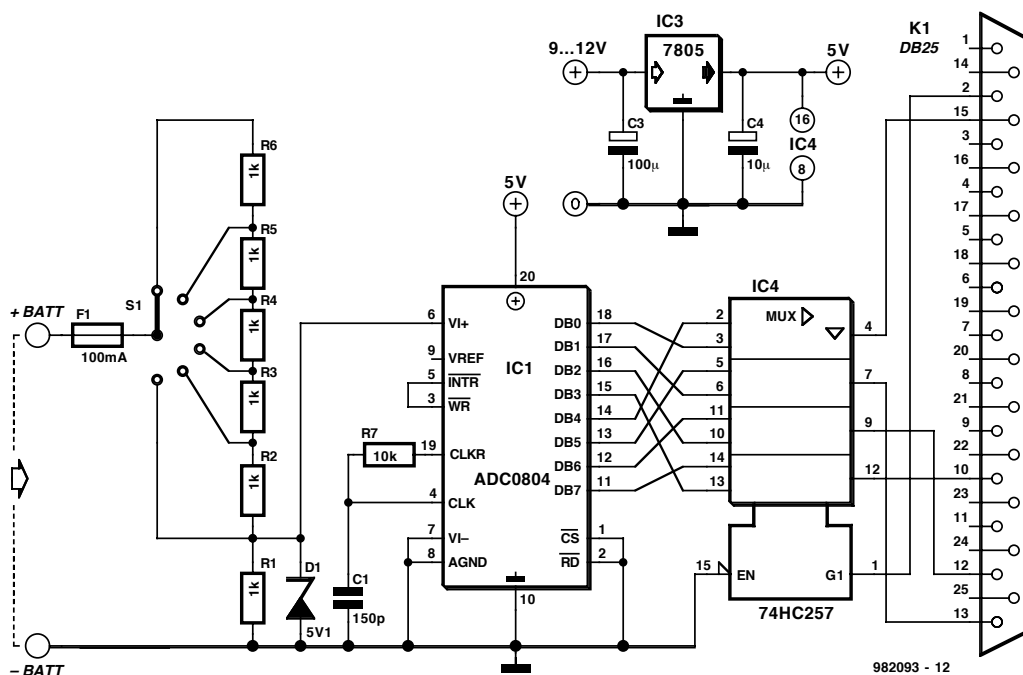 IC3
7805
9...12V
5V
C3
100μ
C4
10μ
16
IC4
8
0
K1
DB25
1
14
2
15
3
16
4
17
5
18
6
19
7
20
8
21
9
22
10
23
11
24
12
25
13
+ BATT
F1
100mA
S1
R6
1k
R5
1k
R4
1k
R3
1k
R2
1k
R1
1k
D1
5V1
– BATT
R7
10k
C1
150p
5V
20
6
VI+
9
VREF
5
INTR
3
WR
19
CLKR
4
CLK
7
VI–
8
AGND
10
IC1
ADC0804
DB0
18
DB1
17
DB2
16
DB3
15
DB4
14
DB5
13
DB6
12
DB7
11
CS
1
RD
2
IC4
MUX
2
3
5
6
11
10
14
13
4
7
9
12
15
EN
G1
1
74HC257
982093 - 12